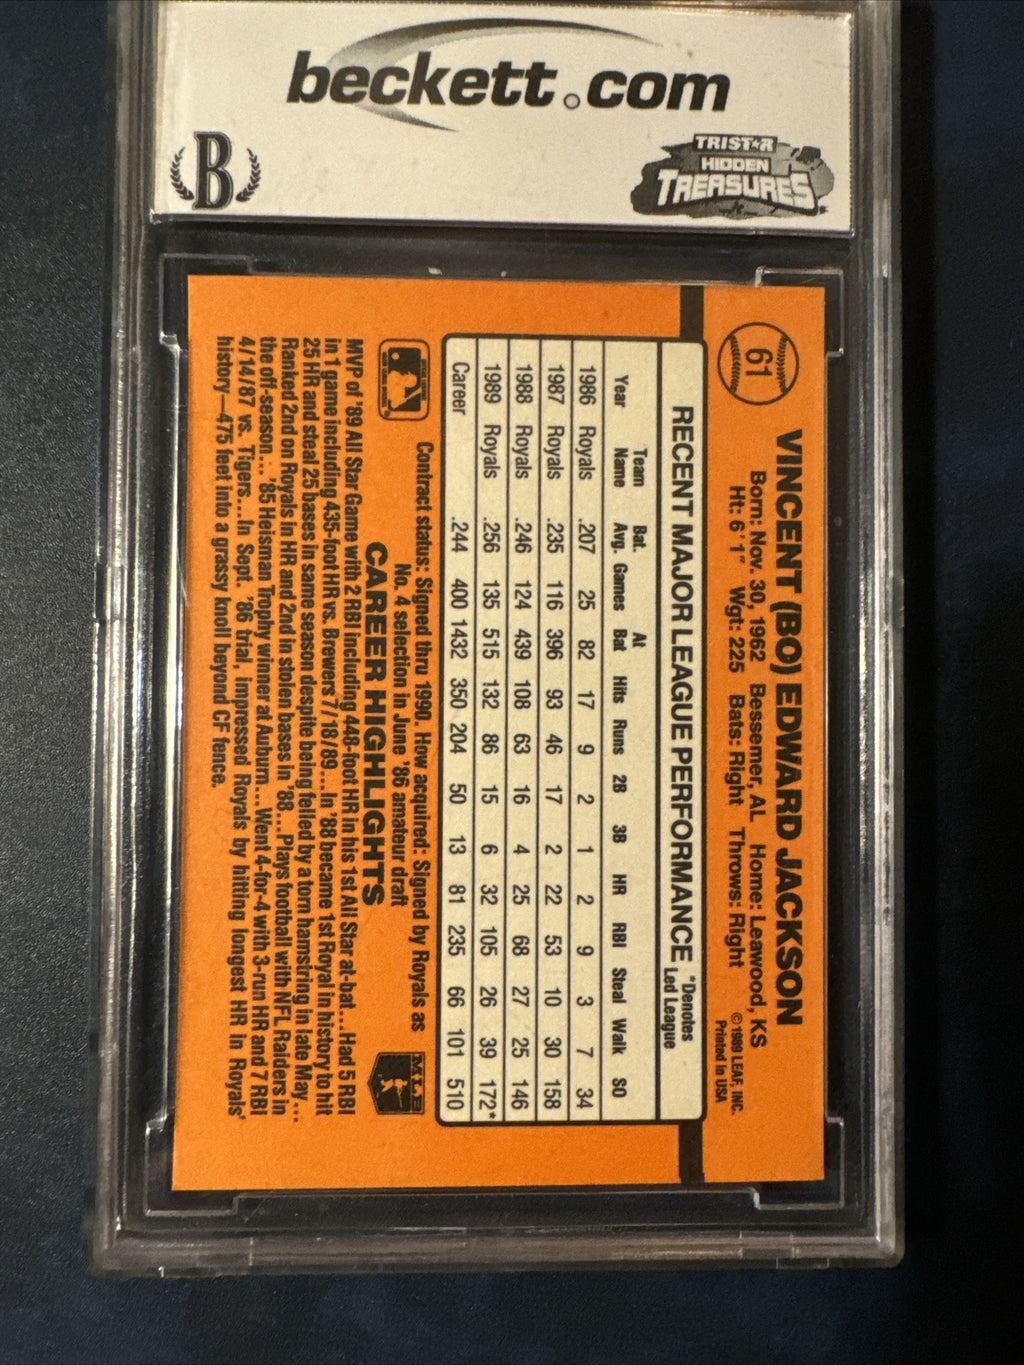 beckett.com
B
TRISTAR
HIDDEN
TREASURES
61
VINCENT (BO) EDWARD JACKSON
Born: Nov. 30, 1962 Bessemer, AL Home: Leawood, KS
Ht: 6'1" Wgt: 225 Bats: Right Throws: Right
©1989 LEAF, INC.
Printed in USA
RECENT MAJOR LEAGUE PERFORMANCE
*Denotes
Led League
Year Team Name Bat. Avg. Games At Bat Hits Runs 2B 3B HR RBI Steal Walk SO
1986 Royals .207 25 82 17 9 2 1 2 9 3 7 34
1987 Royals .235 116 396 93 46 17 2 22 53 10 30 158
1988 Royals .246 124 439 108 63 16 4 25 68 27 25 146
1989 Royals .256 135 515 132 86 15 6 32 105 26 39 172*
Career .244 400 1432 350 204 50 13 81 235 66 101 510
Contract status: Signed thru 1990. How acquired: Signed by Royals as
No. 4 selection in June '86 amateur draft
MLB
CAREER HIGHLIGHTS
MVP of '89 All Star Game with 2 RBI including 448-foot HR in his 1st All Star at-bat...Had 5 RBI
in 1 game including 435-foot HR vs. Brewers 7/18/89...In '88 became 1st Royal in history to hit
25 HR and steal 25 bases in same season despite being felled by a torn hamstring in late May...
Ranked 2nd on Royals in HR and 2nd in stolen bases in '88...Plays football with NFL Raiders in
the off-season...'85 Heisman Trophy winner at Auburn...Went 4-for-4 with 3-run HR and 7 RBI
4/14/87 vs. Tigers...In Sept. '86 trial, impressed Royals by hitting longest HR in Royals'
history—475 feet into a grassy knoll beyond CF fence.